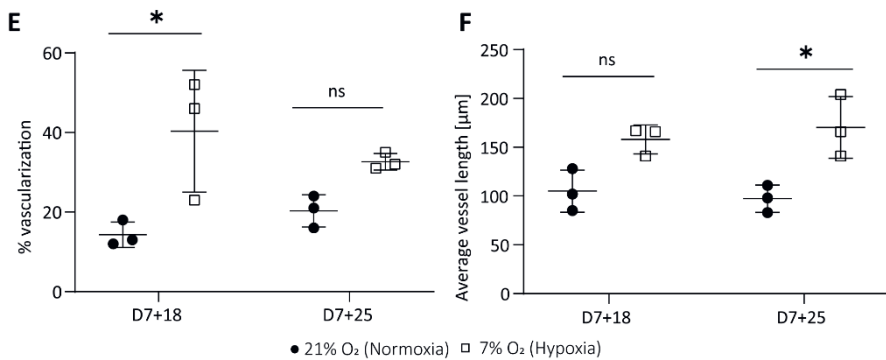 E
% vascularization
60
40
20
0
*
ns
D7+18
D7+25
F
Average vessel length [µm]
250
200
150
100
50
0
ns
*
D7+18
D7+25
● 21% O₂ (Normoxia) □ 7% O₂ (Hypoxia)